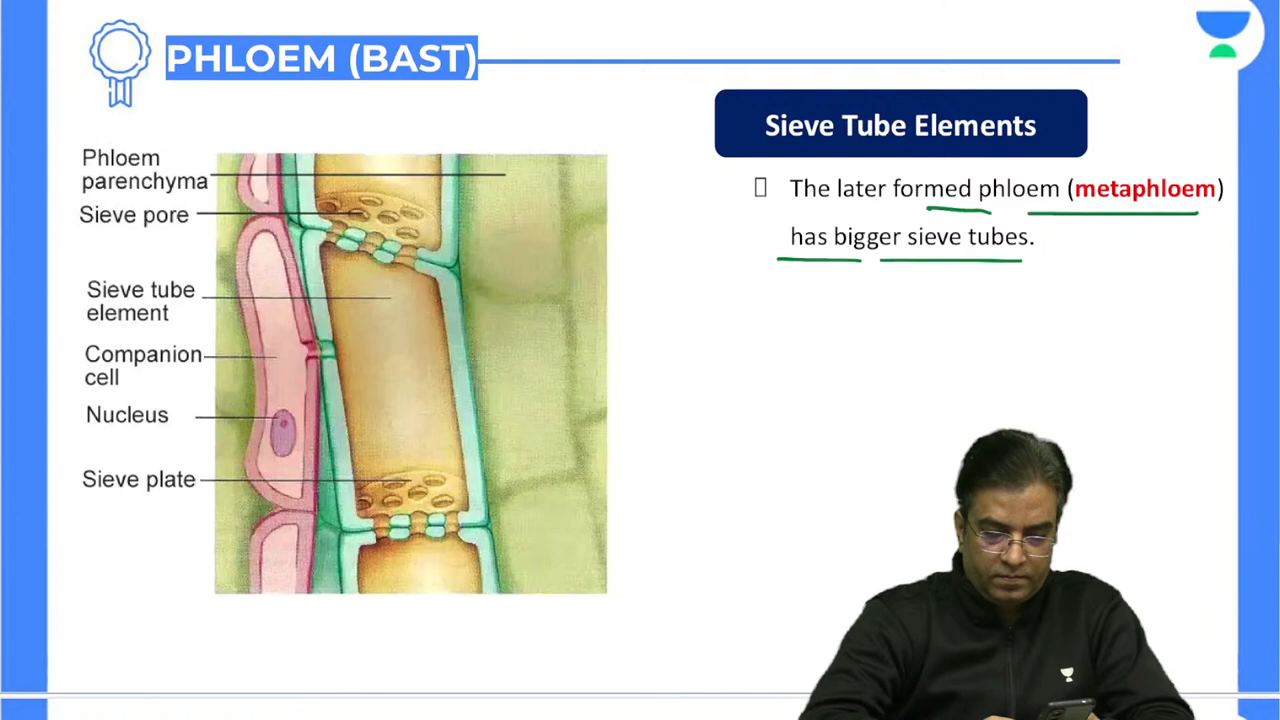 PHLOEM (BAST)
Sieve Tube Elements
Phloem
parenchyma
Sieve pore
Sieve tube
element
Companion
cell
Nucleus
Sieve plate
The later formed phloem (metaphloem)
has bigger sieve tubes.